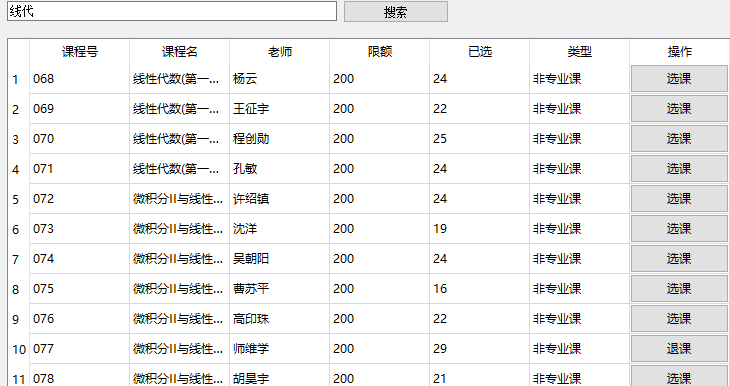 线代 搜索
课程号 课程名 老师 限额 已选 类型 操作
1 068 线性代数(第一... 杨云 200 24 非专业课 选课
2 069 线性代数(第一... 王征宇 200 22 非专业课 选课
3 070 线性代数(第一... 程创勋 200 25 非专业课 选课
4 071 线性代数(第一... 孔敏 200 24 非专业课 选课
5 072 微积分II与线性... 许绍镇 200 24 非专业课 选课
6 073 微积分II与线性... 沈洋 200 19 非专业课 选课
7 074 微积分II与线性... 吴朝阳 200 24 非专业课 选课
8 075 微积分II与线性... 曹苏平 200 16 非专业课 选课
9 076 微积分II与线性... 高印珠 200 22 非专业课 选课
10 077 微积分II与线性... 师维学 200 29 非专业课 退课
11 078 微积分II与线性... 胡昊宇 200 21 非专业课 选课